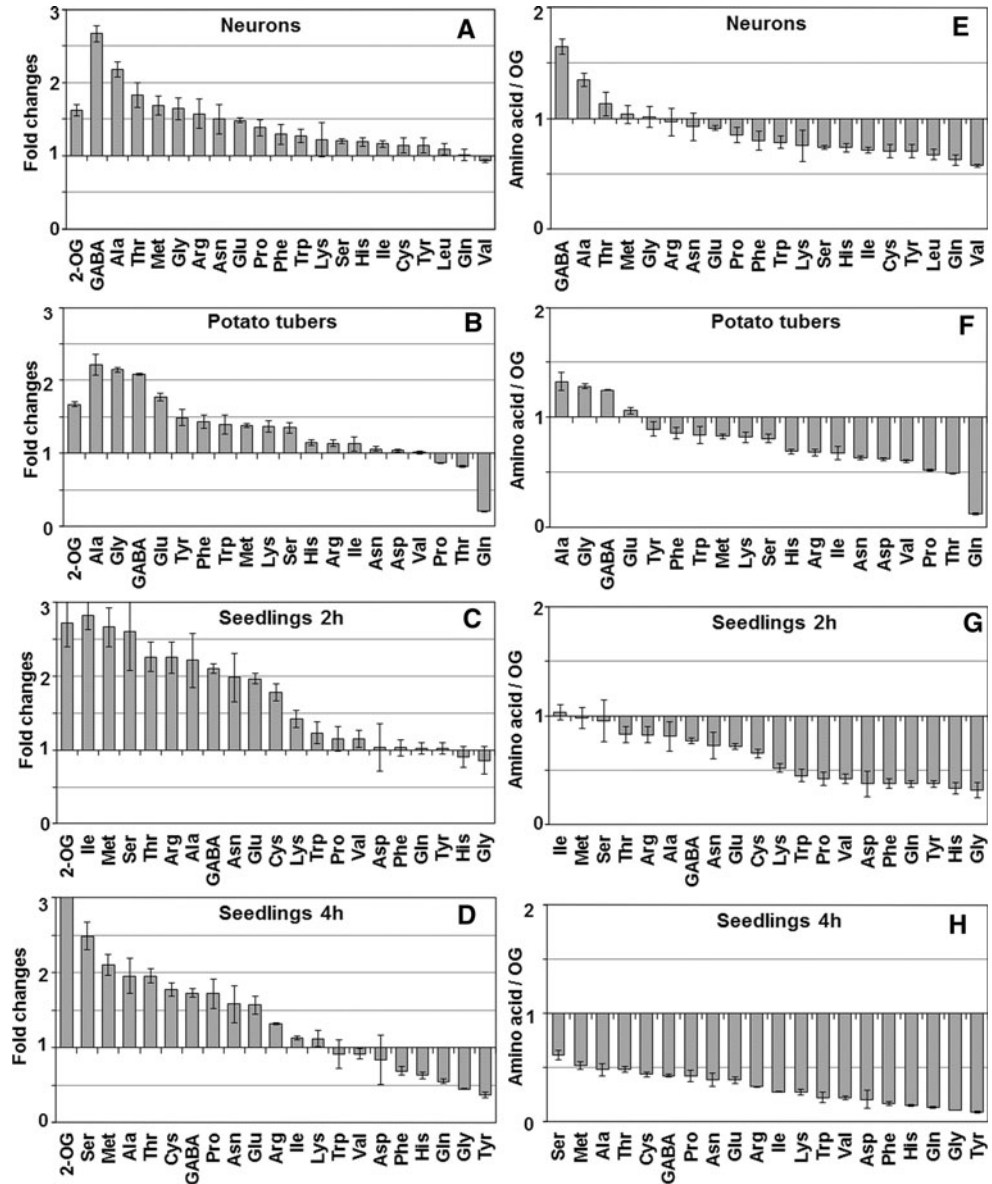 Neurons
A
Fold changes
3
2
1
0
2-OG GABA Ala Thr Met Gly Arg Asn Glu Pro Phe Trp Lys Ser His Ile Cys Tyr Leu Gln Val
Neurons
E
Amino acid / OG
2
1
0
GABA Ala Thr Met Gly Arg Asn Glu Pro Phe Trp Lys Ser His Ile Cys Tyr Leu Gln Val
Potato tubers
B
Fold changes
3
2
1
0
2-OG Ala Gly GABA Glu Tyr Phe Trp Met Lys Ser His Arg Ile Asn Asp Val Pro Thr Gln
Potato tubers
F
Amino acid / OG
2
1
0
Ala Gly GABA Glu Tyr Phe Trp Met Lys Ser His Arg Ile Asn Asp Val Pro Thr Gln
Seedlings 2h
C
Fold changes
3
2
1
0
2-OG Ile Met Ser Thr Arg Ala GABA Asn Glu Cys Lys Trp Pro Val Asp Phe Gln Tyr His Gly
Seedlings 2h
G
Amino acid / OG
2
1
0
Ile Met Ser Thr Arg Ala GABA Asn Glu Cys Lys Trp Pro Val Asp Phe Gln Tyr His Gly
Seedlings 4h
D
Fold changes
3
2
1
0
2-OG Ser Met Ala Thr Cys GABA Pro Asn Glu Arg Ile Lys Trp Val Asp Phe His Gln Gly Tyr
Seedlings 4h
H
Amino acid / OG
2
1
0
Ser Met Ala Thr Cys GABA Pro Asn Glu Arg Ile Lys Trp Val Asp Phe His Gln Gly Tyr